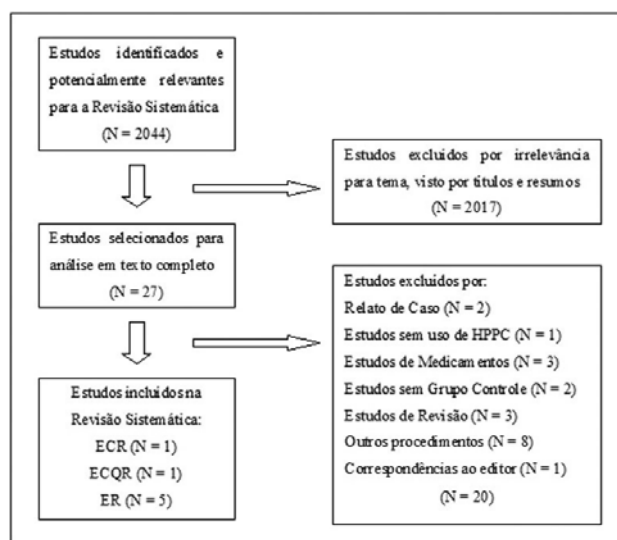 Estudos identificados e
potencialmente relevantes
para a Revisão Sistemática
(N = 2044)
Estudos excluídos por irrelevância
para tema, visto por títulos e resumos
(N = 2017)
Estudos selecionados para
análise em texto completo
(N = 27)
Estudos excluídos por:
Relato de Caso (N = 2)
Estudos sem uso de HPPC (N = 1)
Estudos de Medicamentos (N = 3)
Estudos sem Grupo Controle (N = 2)
Estudos de Revisão (N = 3)
Outros procedimentos (N = 8)
Correspondências ao editor (N = 1)
(N = 20)
Estudos incluídos na
Revisão Sistemática:
ECR (N = 1)
ECQR (N = 1)
ER (N = 5)